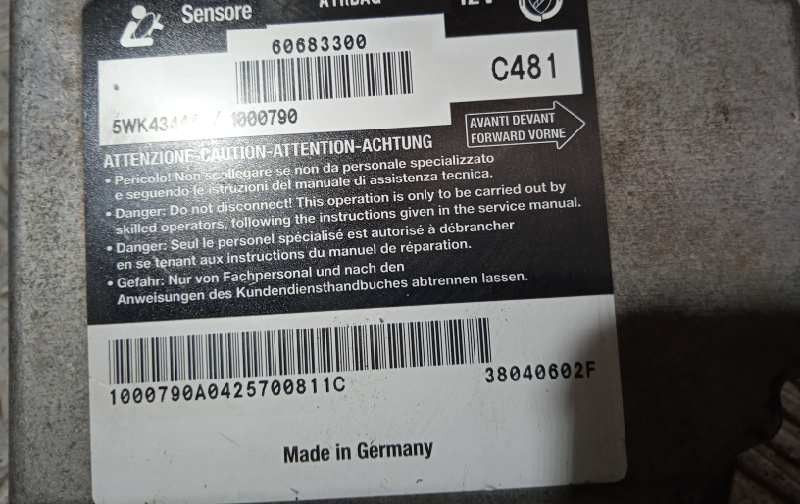 Sensore AIRBAG 12V
60683300
C481
1000790
AVANTI DEVANT
FORWARD VORNE
ATTENZIONE-CAUTION-ATTENTION-ACHTUNG
• Pericolo! Non scollegare se non da personale specializzato
e seguendo le istruzioni del manuale di assistenza tecnica.
• Danger: Do not disconnect! This operation is only to be carried out by
skilled operators, following the instructions given in the service manual.
• Danger: Seul le personel spécialisé est autorisé à débrancher
en se tenant aux instructions du manuel de réparation.
• Gefahr: Nur von Fachpersonal und nach den
Anweisungen des Kundendiensthandbuches abtrennen lassen.
1000790A0425700811C
38040602F
Made in Germany